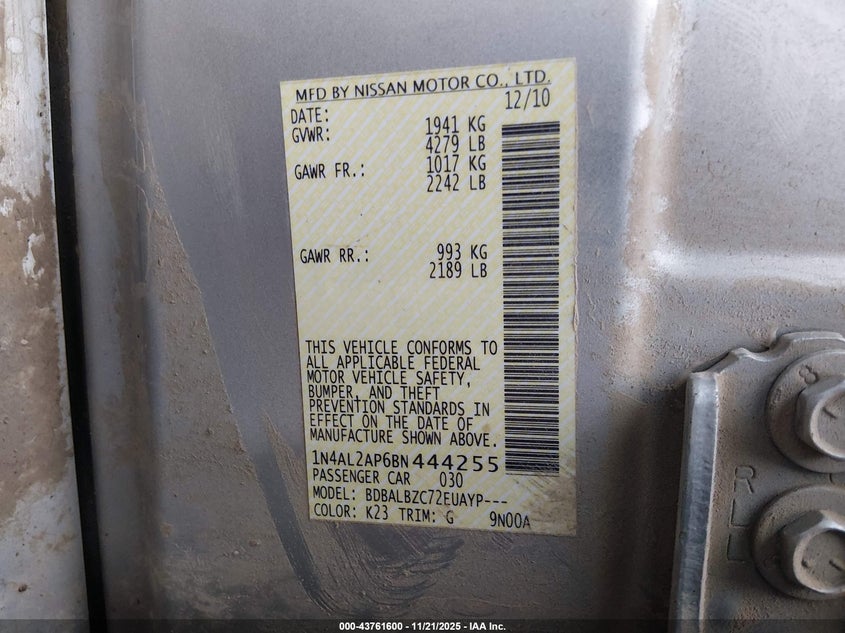 MFD BY NISSAN MOTOR CO., LTD.
DATE: 12/10
GVWR: 1941 KG
4279 LB
GAWR FR.: 1017 KG
2242 LB
GAWR RR.: 993 KG
2189 LB
THIS VEHICLE CONFORMS TO
ALL APPLICABLE FEDERAL
MOTOR VEHICLE SAFETY,
BUMPER, AND THEFT
PREVENTION STANDARDS IN
EFFECT ON THE DATE OF
MANUFACTURE SHOWN ABOVE.
1N4AL2AP6BN444255
PASSENGER CAR 030
MODEL: BDBALBZC72EUAYP---
COLOR: K23 TRIM: G 9N00A
8
R
L
000-43761600 - 11/21/2025 - IAA Inc.